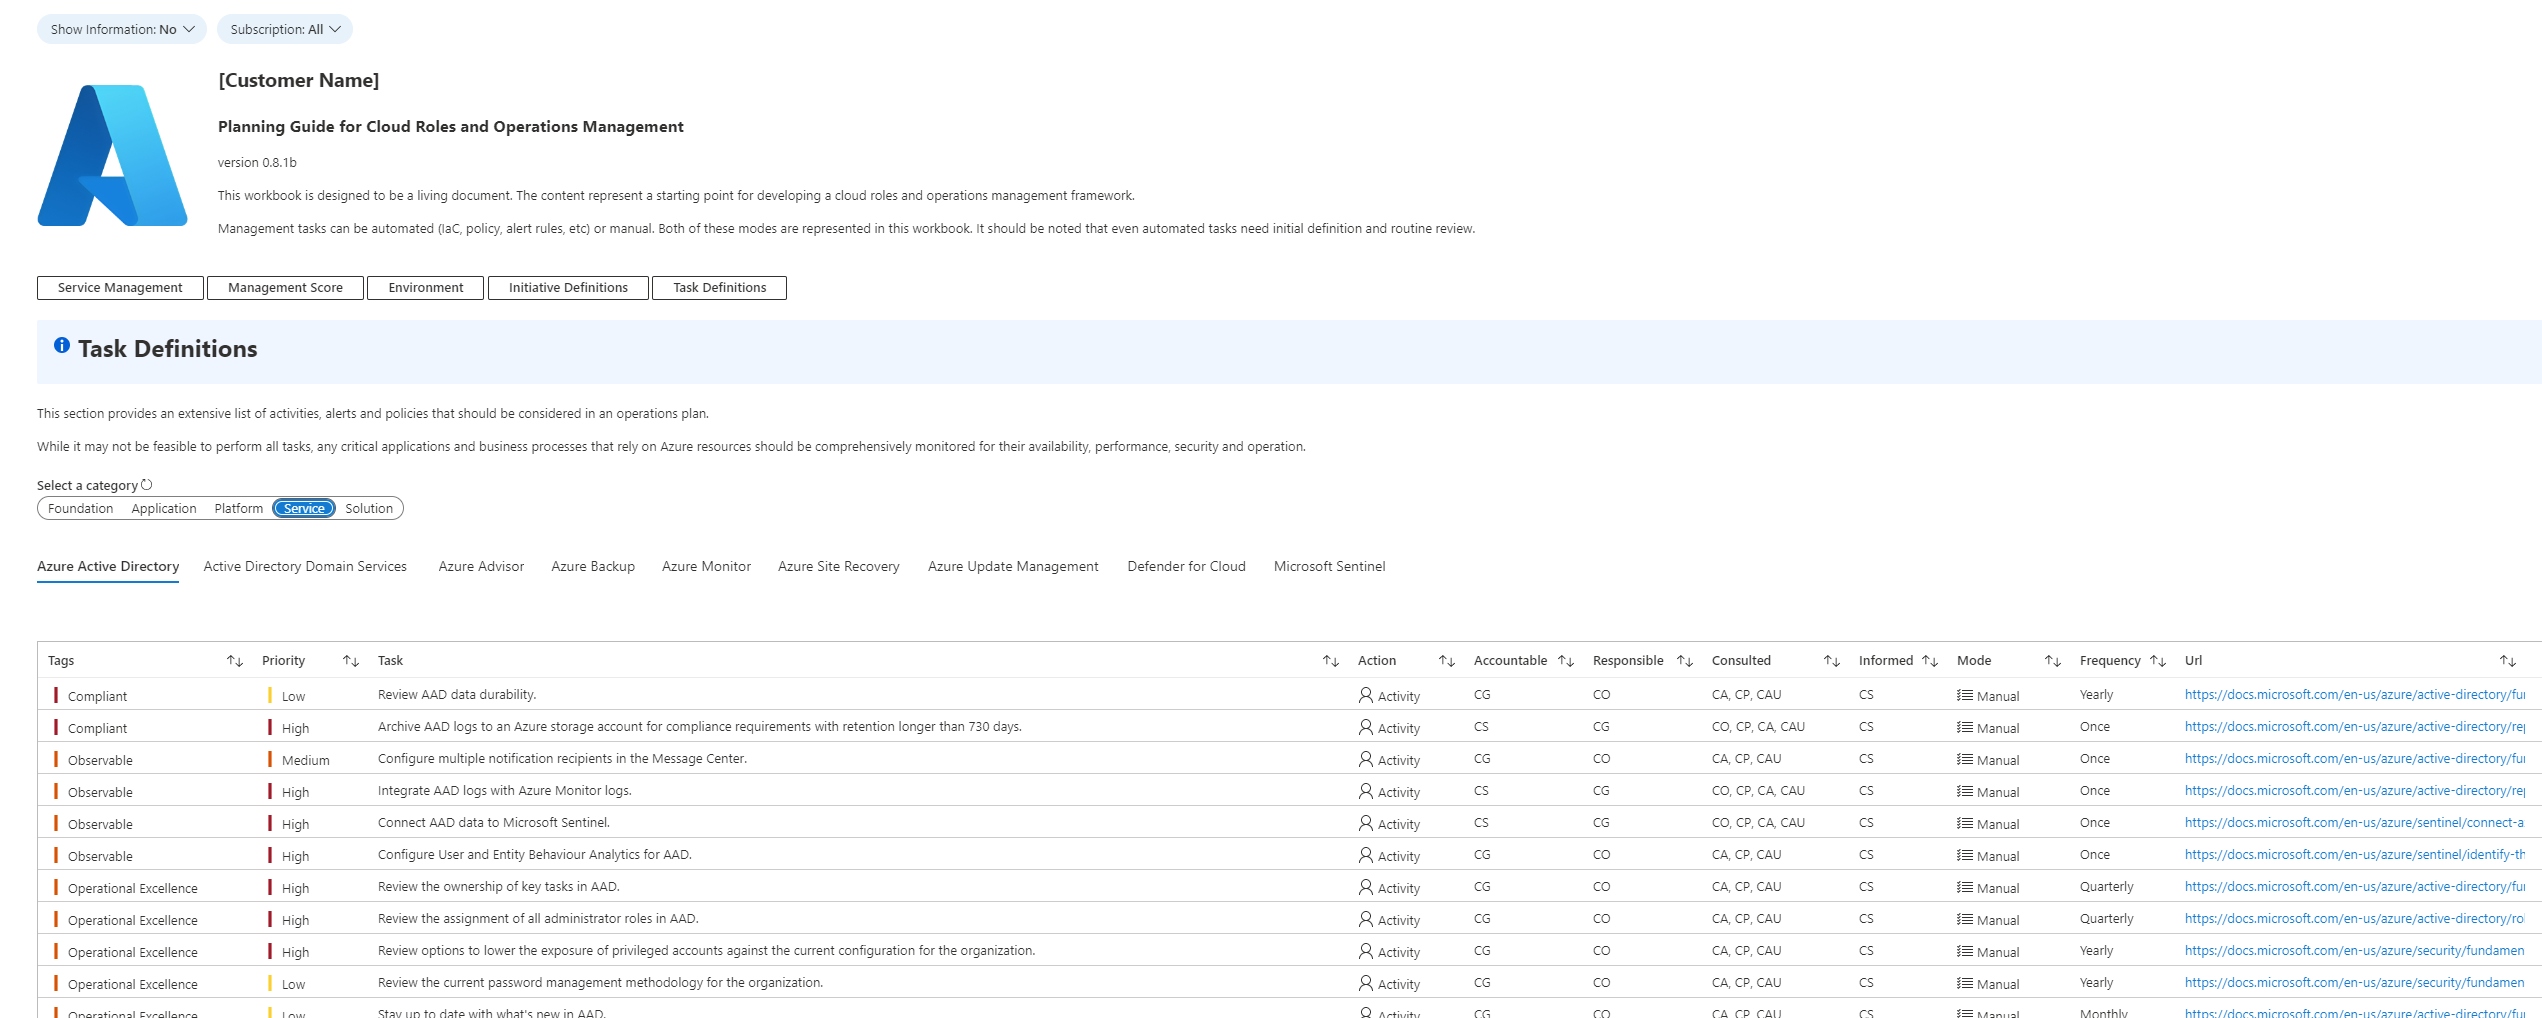 Show Information: No Subscription: All
[Customer Name]
Planning Guide for Cloud Roles and Operations Management
version 0.8.1b
This workbook is designed to be a living document. The content represent a starting point for developing a cloud roles and operations management framework.
Management tasks can be automated (IaC, policy, alert rules, etc) or manual. Both of these modes are represented in this workbook. It should be noted that even automated tasks need initial definition and routine review.
Service Management Management Score Environment Initiative Definitions Task Definitions
Task Definitions
This section provides an extensive list of activities, alerts and policies that should be considered in an operations plan.
While it may not be feasible to perform all tasks, any critical applications and business processes that rely on Azure resources should be comprehensively monitored for their availability, performance, security and operation.
Select a category
Foundation Application Platform Service Solution
Azure Active Directory Active Directory Domain Services Azure Advisor Azure Backup Azure Monitor Azure Site Recovery Azure Update Management Defender for Cloud Microsoft Sentinel
Tags Priority Task Action Accountable Responsible Consulted Informed Mode Frequency Url
Compliant Low Review AAD data durability. Activity CG CO CA, CP, CAU CS Manual Yearly https://docs.microsoft.com/en-us/azure/active-directory/fu
Compliant High Archive AAD logs to an Azure storage account for compliance requirements with retention longer than 730 days. Activity CS CG CO, CP, CA, CAU CS Manual Once https://docs.microsoft.com/en-us/azure/active-directory/re
Observable Medium Configure multiple notification recipients in the Message Center. Activity CG CO CA, CP, CAU CS Manual Once https://docs.microsoft.com/en-us/azure/active-directory/fu
Observable High Integrate AAD logs with Azure Monitor logs. Activity CS CG CO, CP, CA, CAU CS Manual Once https://docs.microsoft.com/en-us/azure/active-directory/re
Observable High Connect AAD data to Microsoft Sentinel. Activity CS CG CO, CP, CA, CAU CS Manual Once https://docs.microsoft.com/en-us/azure/sentinel/connect-a
Observable High Configure User and Entity Behaviour Analytics for AAD. Activity CG CO CA, CP, CAU CS Manual Once https://docs.microsoft.com/en-us/azure/sentinel/identify-th
Operational Excellence High Review the ownership of key tasks in AAD. Activity CG CO CA, CP, CAU CS Manual Quarterly https://docs.microsoft.com/en-us/azure/active-directory/fu
Operational Excellence High Review the assignment of all administrator roles in AAD. Activity CG CO CA, CP, CAU CS Manual Quarterly https://docs.microsoft.com/en-us/azure/active-directory/ro
Operational Excellence High Review options to lower the exposure of privileged accounts against the current configuration for the organization. Activity CG CO CA, CP, CAU CS Manual Yearly https://docs.microsoft.com/en-us/azure/security/fundamen
Operational Excellence Low Review the current password management methodology for the organization. Activity CG CO CA, CP, CAU CS Manual Yearly https://docs.microsoft.com/en-us/azure/security/fundamen
Operational Excellence Low Stay up to date with what's new in AAD. Activity CG CO CA, CP, CAU CS Manual Monthly https://docs.microsoft.com/en-us/azure/active-directory/fu